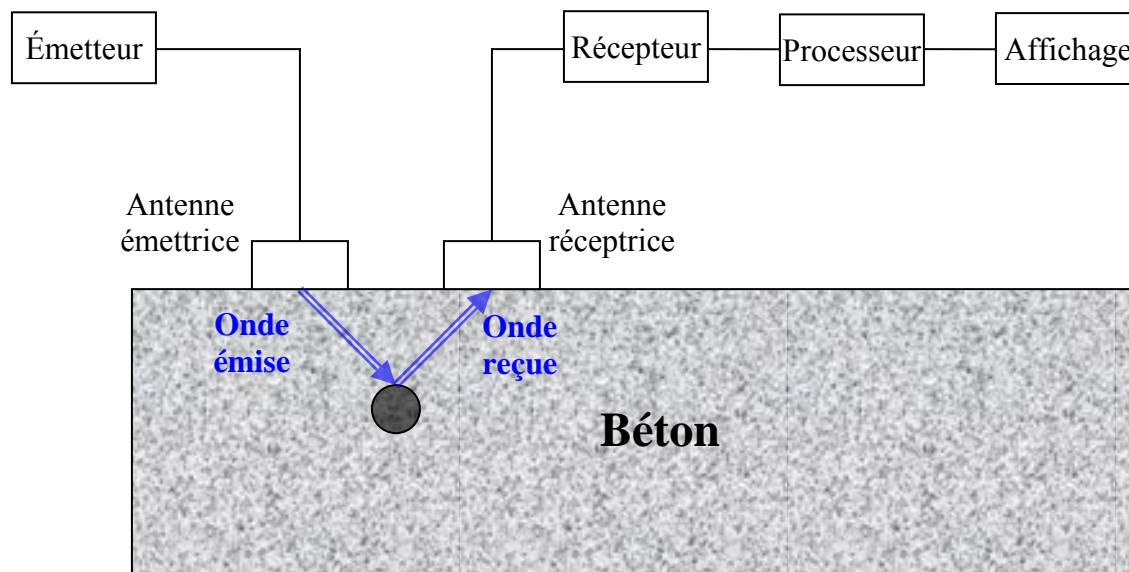 Émetteur
Récepteur
Processeur
Affichage
Antenne
émettrice
Antenne
réceptrice
Onde
émise
Onde
reçue
Béton